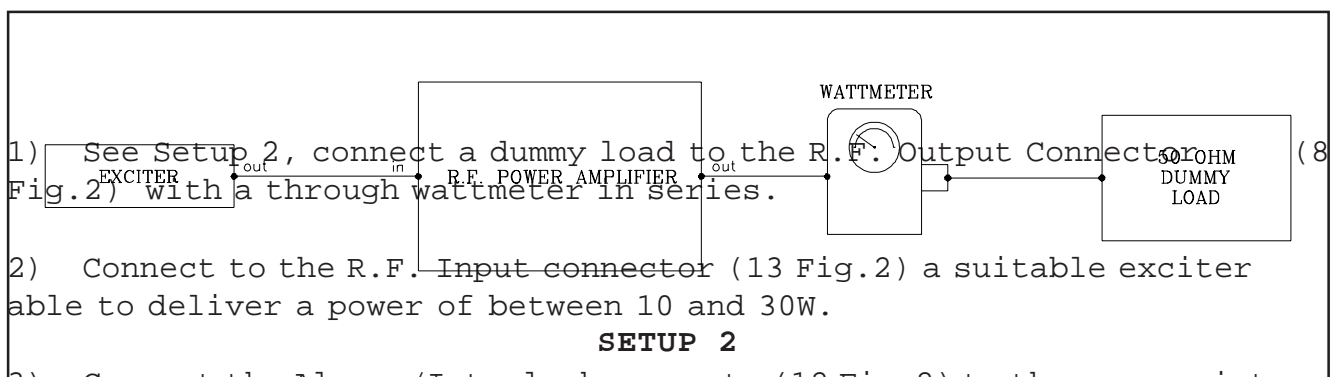 WATTMETER
1) See Setup 2, connect a dummy load to the R.F. Output Connector (8
Fig.2) with a through wattmeter in series.
EXCITER
out
in
R.F. POWER AMPLIFIER
out
50 OHM
DUMMY
LOAD
2) Connect to the R.F. Input connector (13 Fig.2) a suitable exciter
able to deliver a power of between 10 and 30W.
SETUP 2